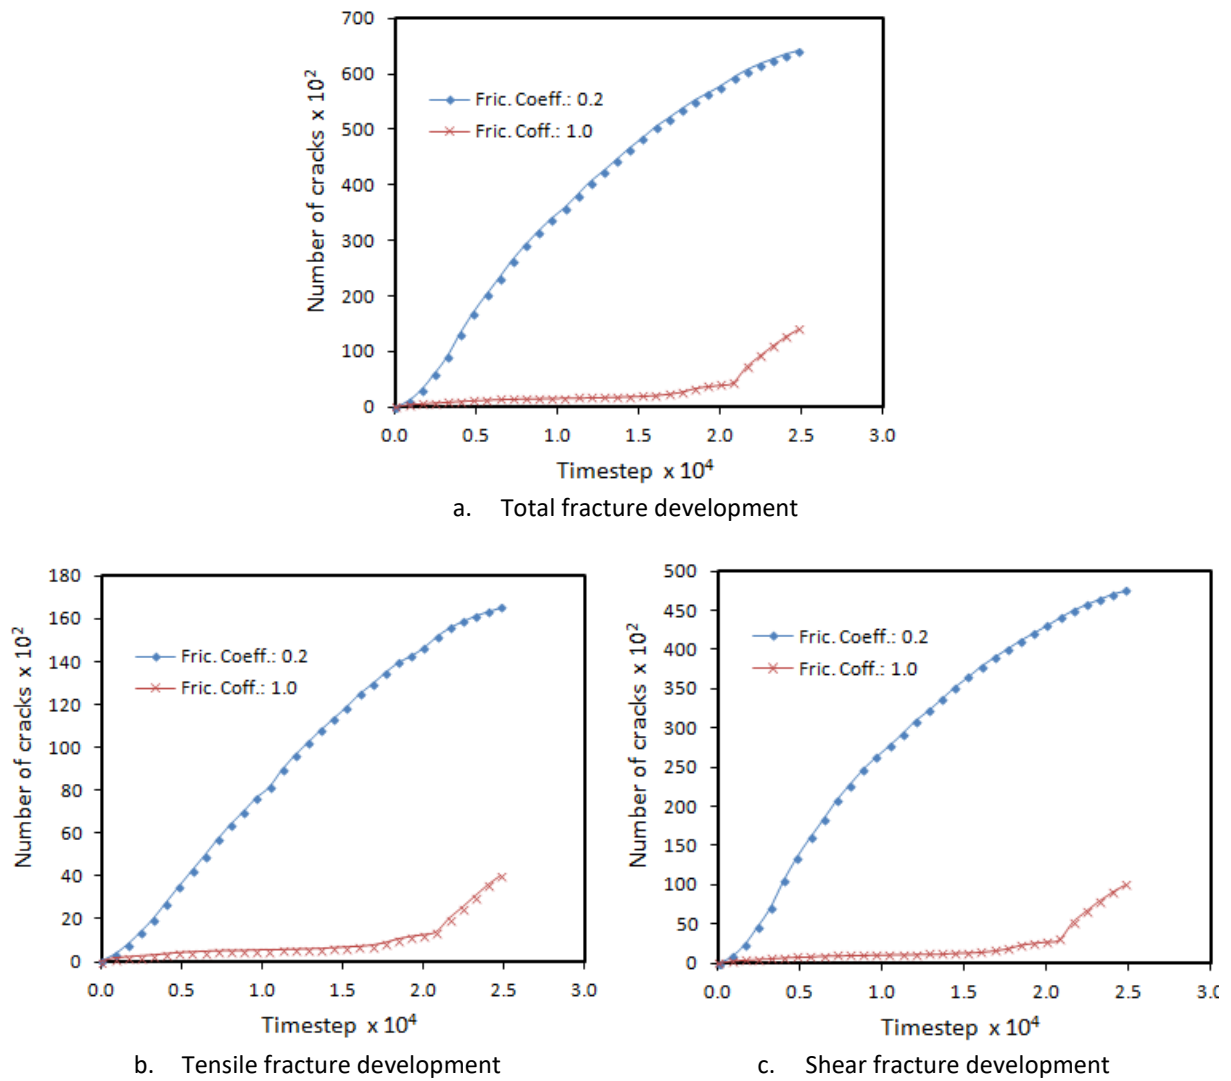 700
600
500
400
300
200
100
0
Number of cracks x 10²
Fric. Coeff.: 0.2
Fric. Coff.: 1.0
0.0 0.5 1.0 1.5 2.0 2.5 3.0
Timestep x 10⁴
a. Total fracture development
180
160
140
120
100
80
60
40
20
0
Number of cracks x 10²
Fric. Coeff.: 0.2
Fric. Coff.: 1.0
0.0 0.5 1.0 1.5 2.0 2.5 3.0
Timestep x 10⁴
b. Tensile fracture development
500
450
400
350
300
250
200
150
100
50
0
Number of cracks x 10²
Fric. Coeff.: 0.2
Fric. Coff.: 1.0
0.0 0.5 1.0 1.5 2.0 2.5 3.0
Timestep x 10⁴
c. Shear fracture development